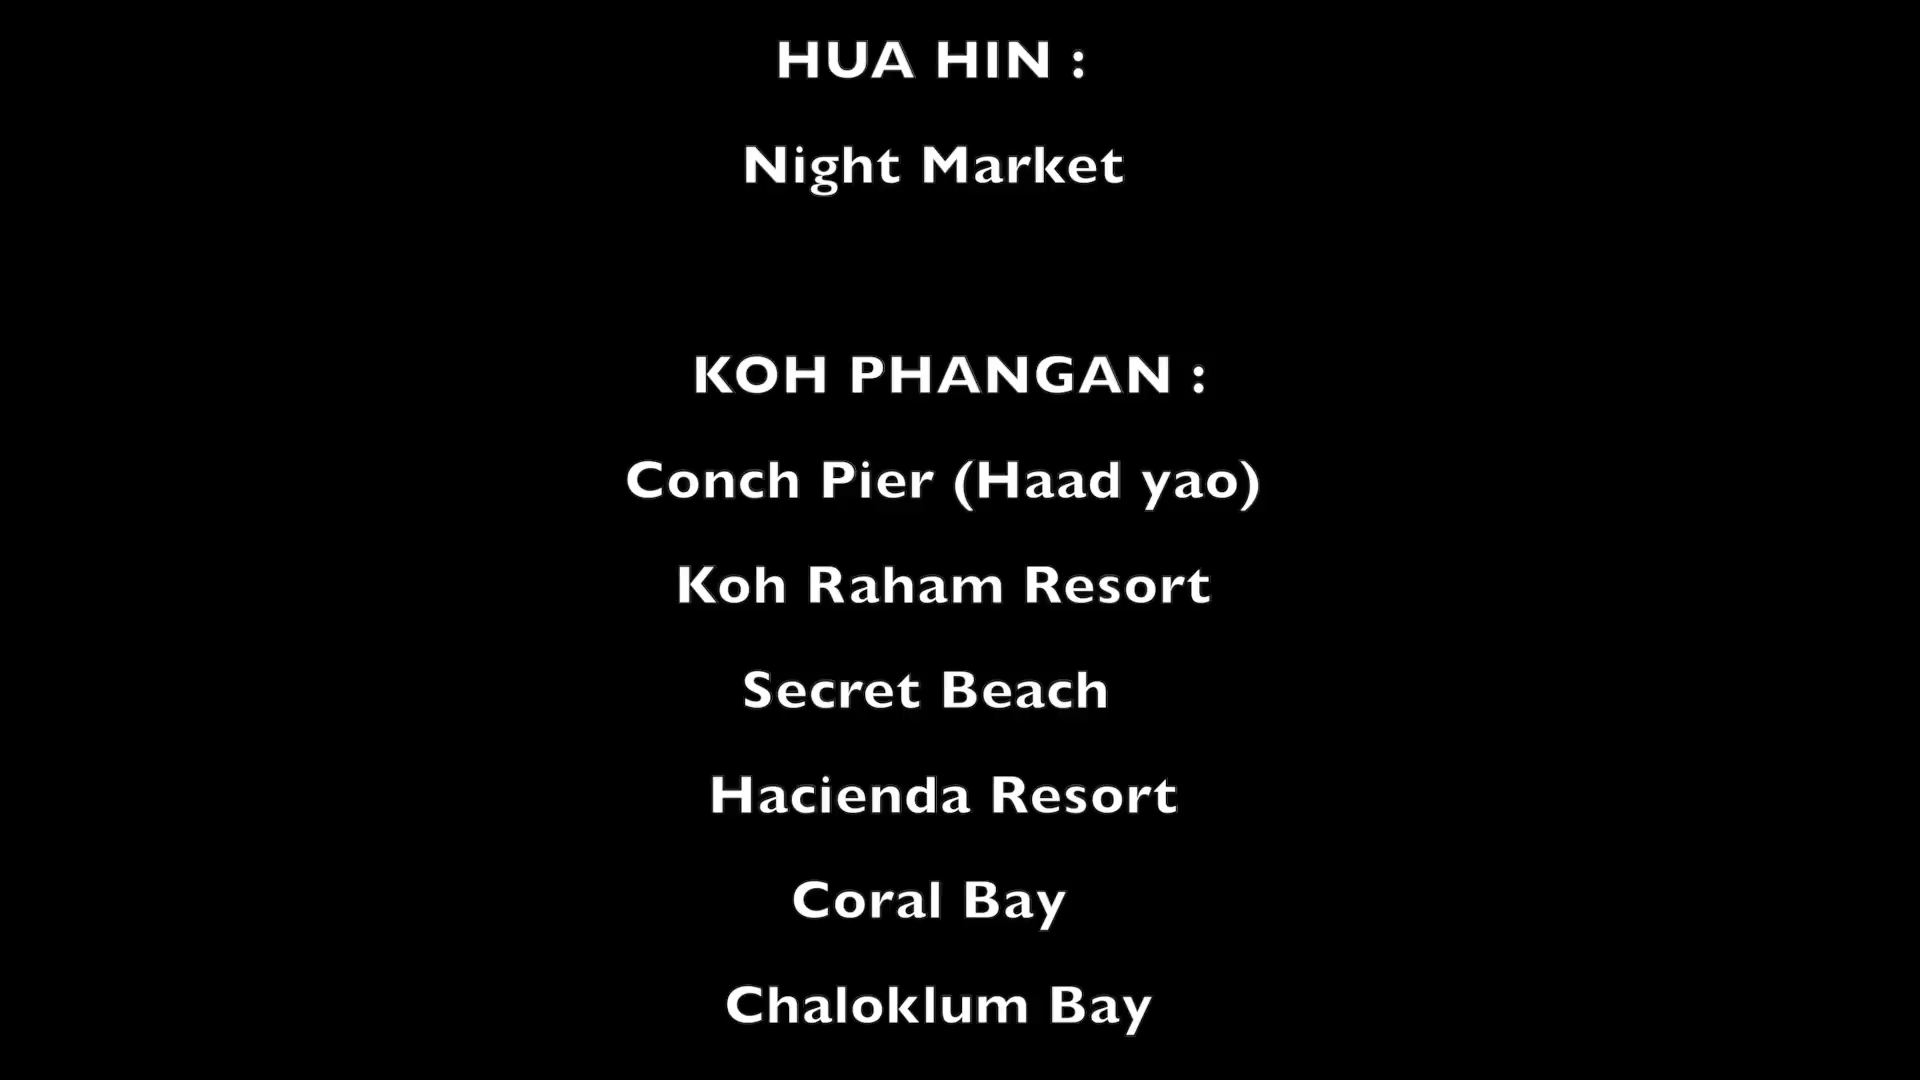 HUA HIN :
Night Market
KOH PHANGAN :
Conch Pier (Haad yao)
Koh Raham Resort
Secret Beach
Hacienda Resort
Coral Bay
Chaloklum Bay